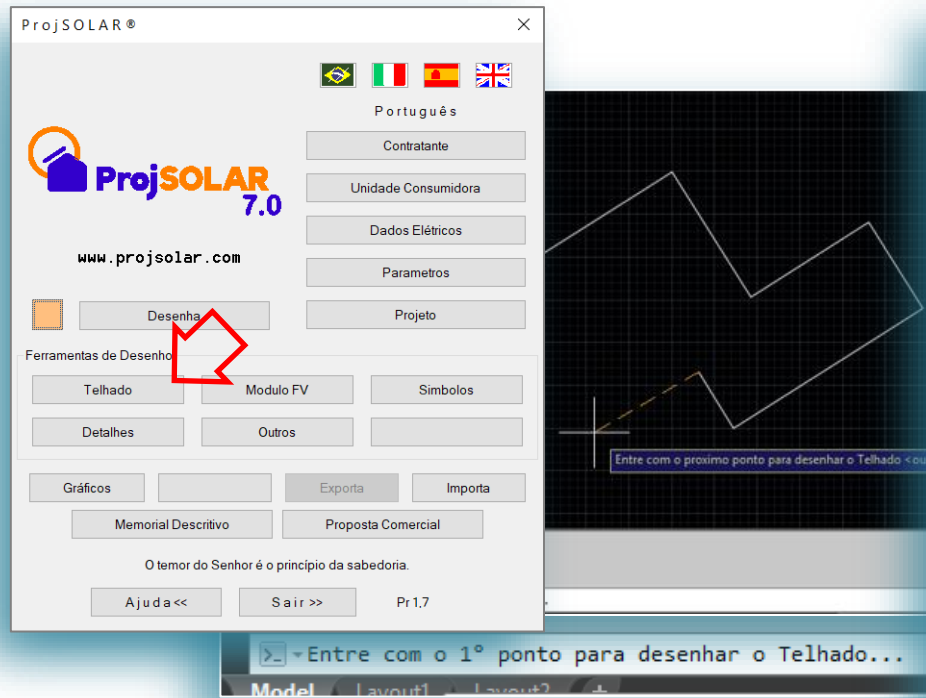 ProjSOLAR®
Português
Contratante
ProjSOLAR
7.0
Unidade Consumidora
Dados Elétricos
www.projsolar.com
Parametros
Desenha
Projeto
Ferramentas de Desenho
Telhado
Modulo FV
Simbolos
Detalhes
Outros
Entre com o proximo ponto para desenhar o Telhado <ou
Gráficos
Exporta
Importa
Memorial Descritivo
Proposta Comercial
O temor do Senhor é o princípio da sabedoria.
Ajuda<<
Sair>>
Pr1,7
Entre com o 1° ponto para desenhar o Telhado...
Model
Layout1
Layout2
+